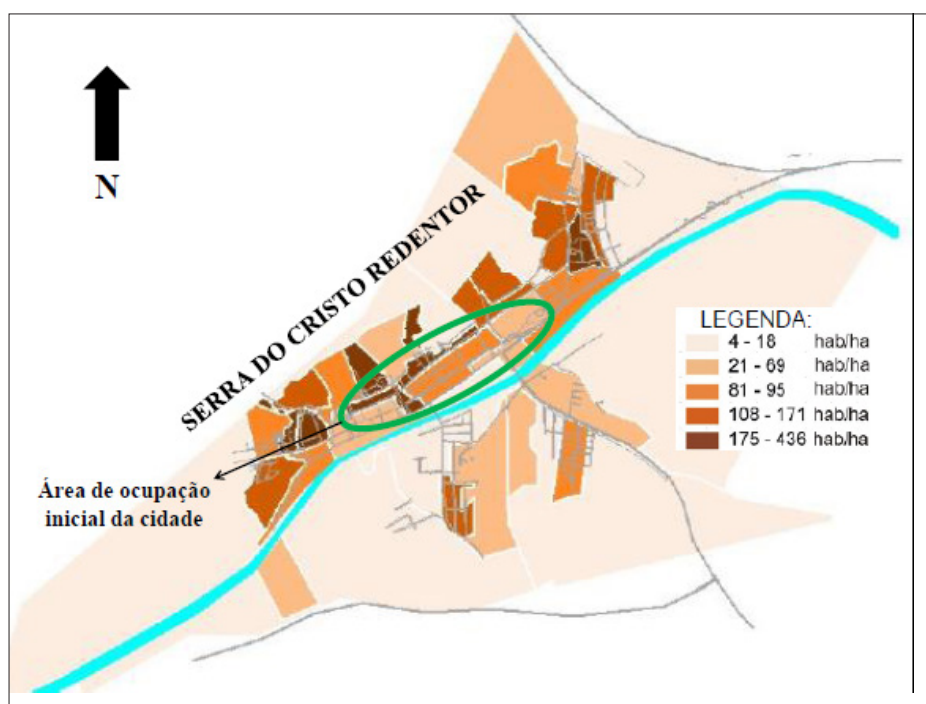 N
SERRA DO CRISTO REDENTOR
LEGENDA:
4 - 18 hab/ha
21 - 69 hab/ha
81 - 95 hab/ha
108 - 171 hab/ha
175 - 436 hab/ha
Área de ocupação
inicial da cidade